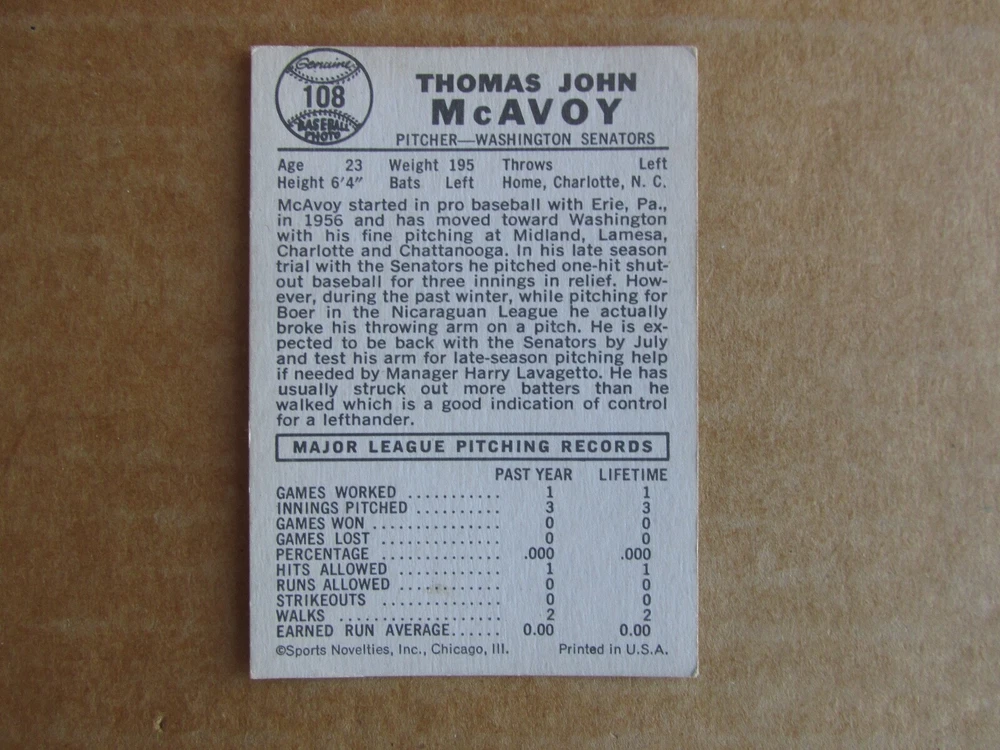 Genuine
108
BASEBALL
PHOTO
THOMAS JOHN
McAVOY
PITCHER—WASHINGTON SENATORS
Age 23 Weight 195 Throws Left
Height 6'4" Bats Left Home, Charlotte, N. C.
McAvoy started in pro baseball with Erie, Pa.,
in 1956 and has moved toward Washington
with his fine pitching at Midland, Lamesa,
Charlotte and Chattanooga. In his late season
trial with the Senators he pitched one-hit shut-
out baseball for three innings in relief. How-
ever, during the past winter, while pitching for
Boer in the Nicaraguan League he actually
broke his throwing arm on a pitch. He is ex-
pected to be back with the Senators by July
and test his arm for late-season pitching help
if needed by Manager Harry Lavagetto. He has
usually struck out more batters than he
walked which is a good indication of control
for a lefthander.
MAJOR LEAGUE PITCHING RECORDS
PAST YEAR LIFETIME
GAMES WORKED ........... 1 1
INNINGS PITCHED .......... 3 3
GAMES WON ............... 0 0
GAMES LOST .............. 0 0
PERCENTAGE ............. .000 .000
HITS ALLOWED ............ 1 1
RUNS ALLOWED ........... 0 0
STRIKEOUTS ............. 0 0
WALKS .................. 2 2
EARNED RUN AVERAGE...... 0.00 0.00
©Sports Novelties, Inc., Chicago, Ill. Printed in U.S.A.